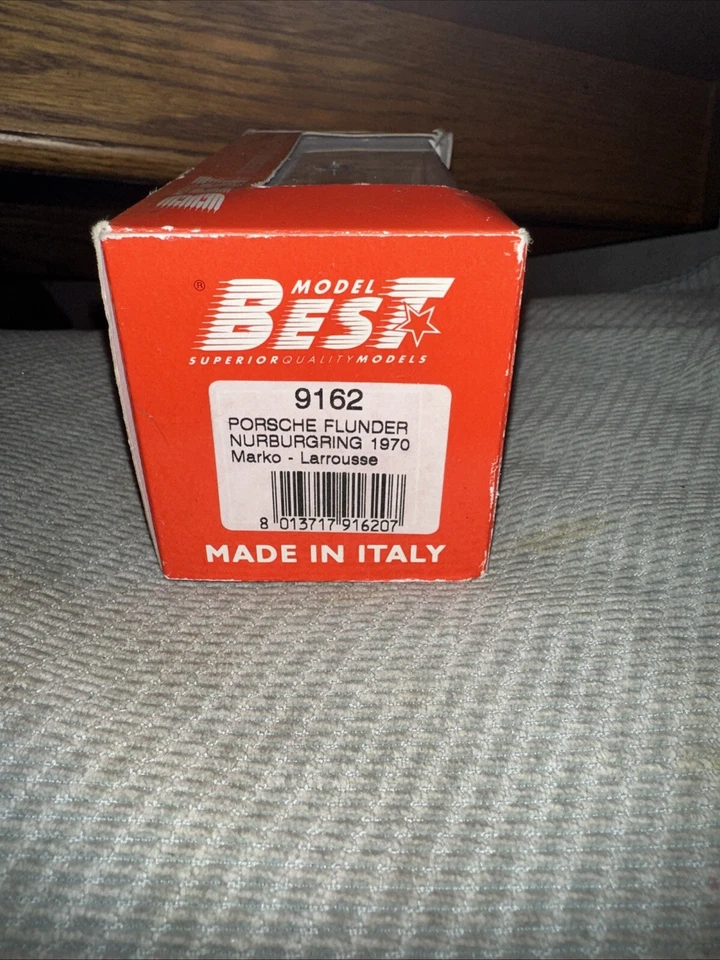 ®
MODEL
BEST
SUPERIORQUALITYMODELS
9162
PORSCHE FLUNDER
NURBURGRING 1970
Marko - Larrousse
8 013717 916207
MADE IN ITALY